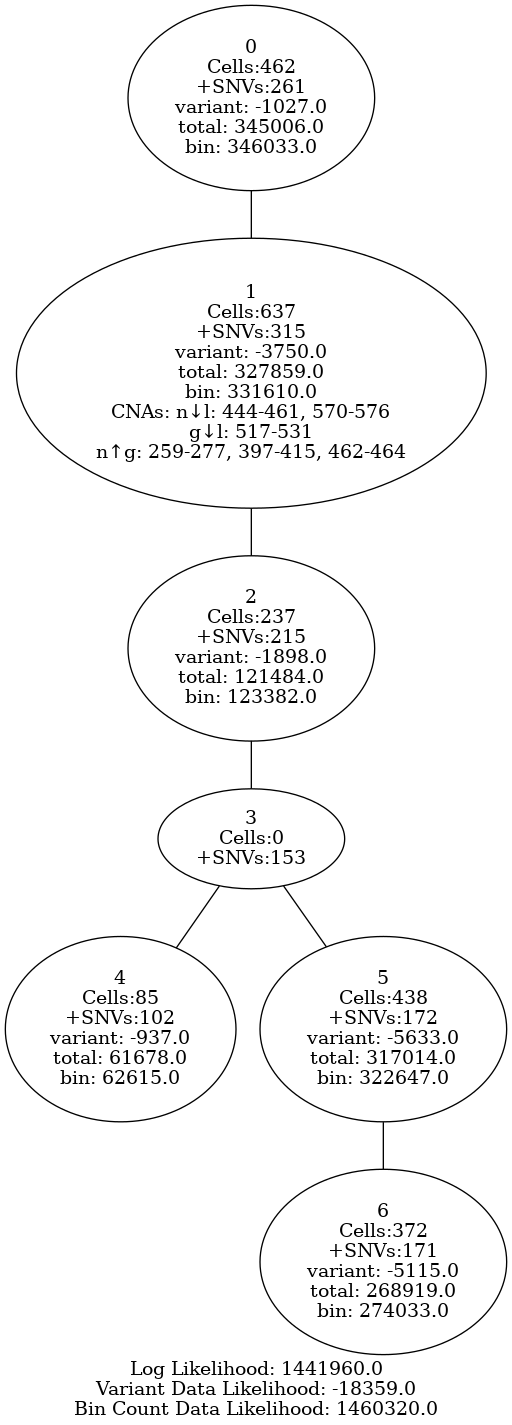 0
Cells:462
+SNVs:261
variant: -1027.0
total: 345006.0
bin: 346033.0
1
Cells:637
+SNVs:315
variant: -3750.0
total: 327859.0
bin: 331610.0
CNAs: n↓l: 444-461, 570-576
g↓l: 517-531
n↑g: 259-277, 397-415, 462-464
2
Cells:237
+SNVs:215
variant: -1898.0
total: 121484.0
bin: 123382.0
3
Cells:0
+SNVs:153
4
Cells:85
+SNVs:102
variant: -937.0
total: 61678.0
bin: 62615.0
5
Cells:438
+SNVs:172
variant: -5633.0
total: 317014.0
bin: 322647.0
6
Cells:372
+SNVs:171
variant: -5115.0
total: 268919.0
bin: 274033.0
Log Likelihood: 1441960.0
Variant Data Likelihood: -18359.0
Bin Count Data Likelihood: 1460320.0